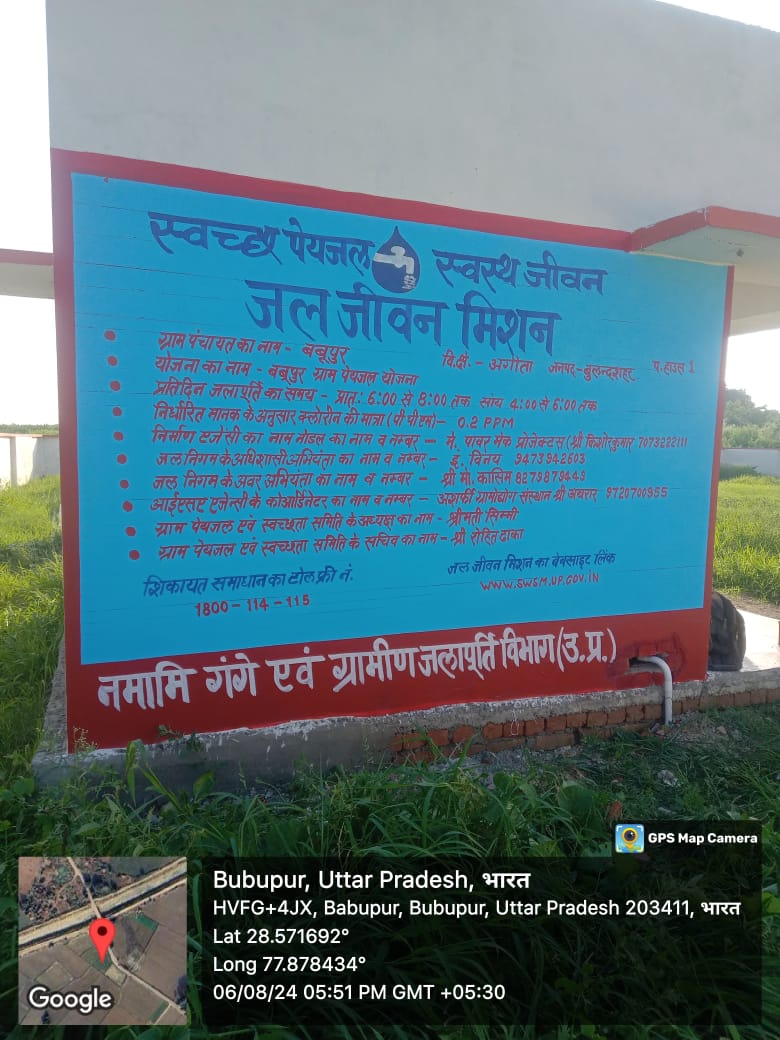 स्वच्छ पेयजल स्वस्थ जीवन
जल जीवन मिशन
ग्राम पंचायत का नाम - बबूपुर वि.क्षे. - अगौता जनपद - बुलन्दशहर प.हाउस 1
योजना का नाम - बबूपुर ग्राम पेयजल योजना
प्रतिदिन जलापूर्ति का समय - प्रात: 6:00 से 8:00 तक सांय 4:00 से 6:00 तक
निर्धारित मानक के अनुसार क्लोरीन की मात्रा (पी पी एम) - 0.2 PPM
निर्माण एजेंसी का नाम नोडल का नाम व नम्बर - मै. पावर मेक प्रोजेक्टस (श्री किशोर कुमार 7073222111
जल निगम के अधिशासी अभियंता का नाम व नम्बर - इ. विनय 9473942603
जल निगम के अवर अभियंता का नाम व नम्बर - श्री मो. कासिम 8279879449
आईएसए एजेन्सी के कोऑर्डिनेटर का नाम व नम्बर - अशर्फी ग्रामोद्योग संस्थान श्री अबरार 9720700955
ग्राम पेयजल एवं स्वच्छता समिति के अध्यक्ष का नाम - श्रीमती सिम्मी
ग्राम पेयजल एवं स्वच्छता समिति के सचिव का नाम - श्री रोहित ढाका
शिकायत समाधान का टोल फ्री नं. जल जीवन मिशन का बेबसाइट लिंक
1800-114-115 WWW.SWSM.UP.GOV.IN
नमामि गंगे एवं ग्रामीण जलापूर्ति विभाग (उ.प्र.)
GPS Map Camera
Bubupur, Uttar Pradesh, भारत
HVFG+4JX, Babupur, Bubupur, Uttar Pradesh 203411, भारत
Lat 28.571692°
Long 77.878434°
06/08/24 05:51 PM GMT +05:30
Google